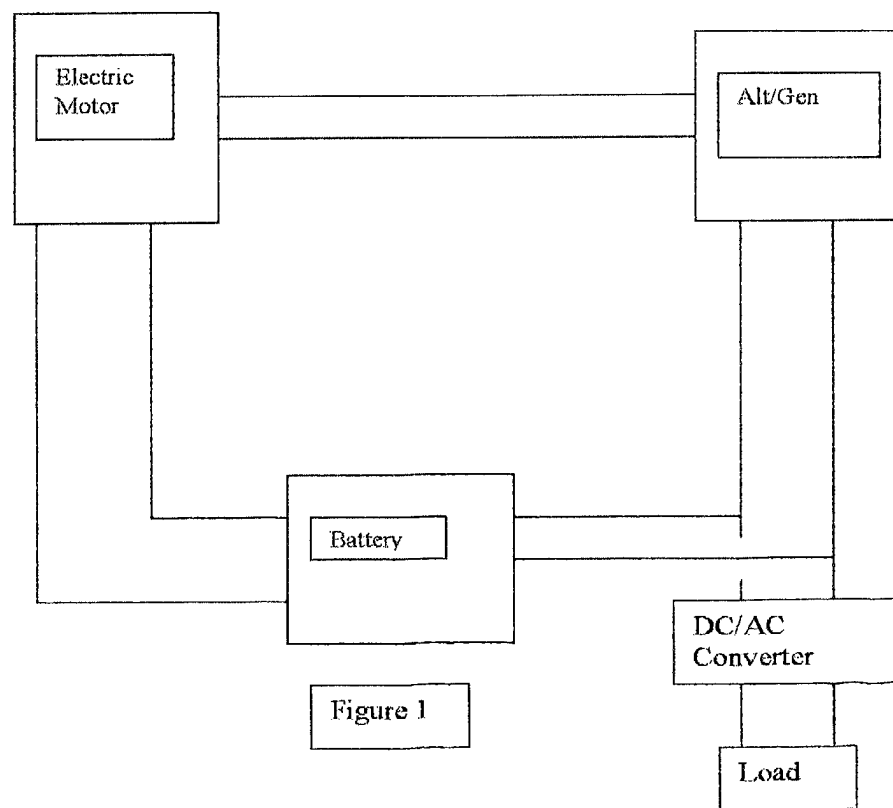 Electric
Motor
Alt/Gen
Battery
DC/AC
Converter
Figure 1
Load